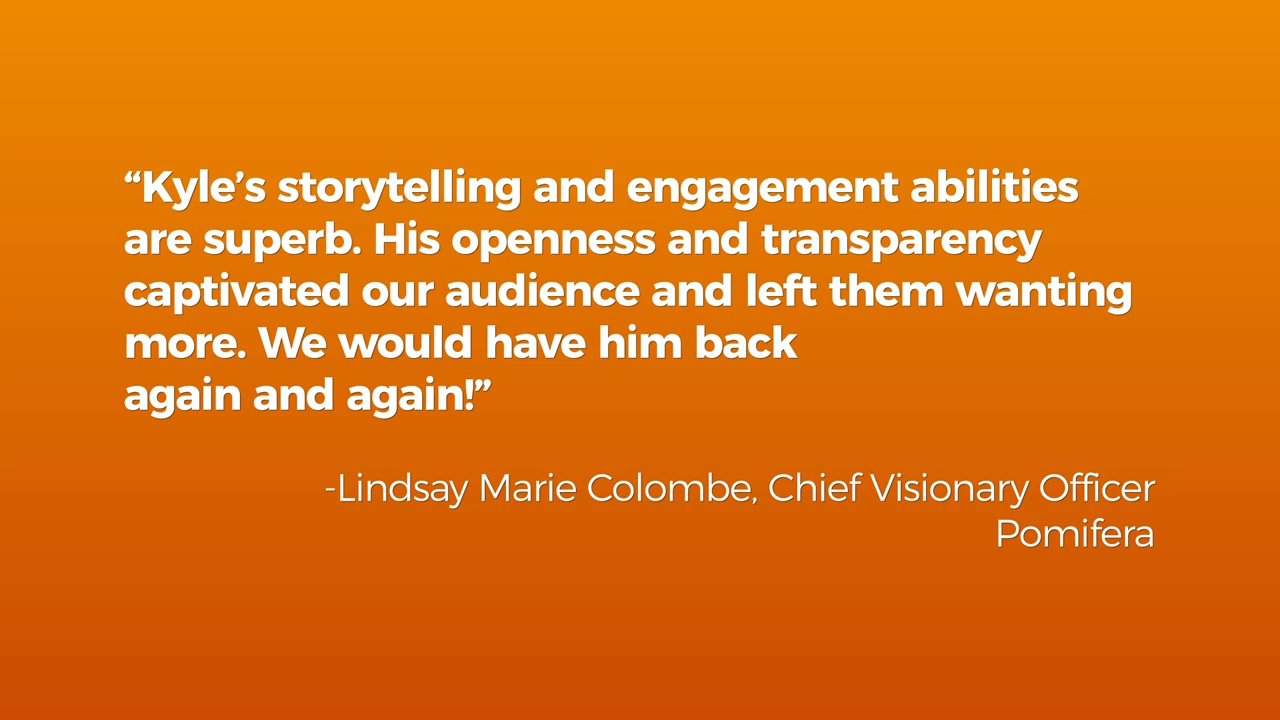 “Kyle’s storytelling and engagement abilities
are superb. His openness and transparency
captivated our audience and left them wanting
more. We would have him back
again and again!”
-Lindsay Marie Colombe, Chief Visionary Officer
Pomifera